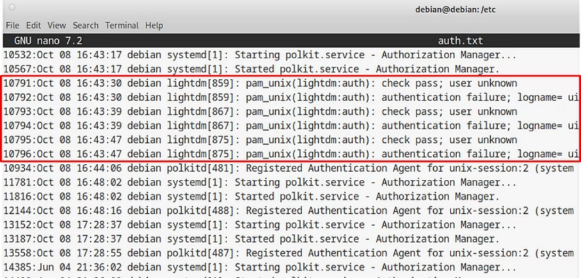 debian@debian: /etc
File Edit View Search Terminal Help
GNU nano 7.2 auth.txt
10532:Oct 08 16:43:17 debian systemd[1]: Starting polkit.service - Authorization Manager...
10567:Oct 08 16:43:17 debian systemd[1]: Started polkit.service - Authorization Manager.
10791:Oct 08 16:43:30 debian lightdm[859]: pam_unix(lightdm:auth): check pass; user unknown
10792:Oct 08 16:43:30 debian lightdm[859]: pam_unix(lightdm:auth): authentication failure; logname= ui
10793:Oct 08 16:43:39 debian lightdm[867]: pam_unix(lightdm:auth): check pass; user unknown
10794:Oct 08 16:43:39 debian lightdm[867]: pam_unix(lightdm:auth): authentication failure; logname= ui
10795:Oct 08 16:43:47 debian lightdm[875]: pam_unix(lightdm:auth): check pass; user unknown
10796:Oct 08 16:43:47 debian lightdm[875]: pam_unix(lightdm:auth): authentication failure; logname= ui
10934:Oct 08 16:44:06 debian polkitd[481]: Registered Authentication Agent for unix-session:2 (system
11781:Oct 08 16:48:02 debian systemd[1]: Starting polkit.service - Authorization Manager...
11816:Oct 08 16:48:02 debian systemd[1]: Started polkit.service - Authorization Manager.
12144:Oct 08 16:48:16 debian polkitd[488]: Registered Authentication Agent for unix-session:2 (system
13152:Oct 08 17:28:37 debian systemd[1]: Starting polkit.service - Authorization Manager...
13187:Oct 08 17:28:37 debian systemd[1]: Started polkit.service - Authorization Manager.
13558:Oct 08 17:28:55 debian polkitd[487]: Registered Authentication Agent for unix-session:2 (system
14385:Jun 04 21:36:02 debian systemd[1]: Starting polkit.service - Authorization Manager...